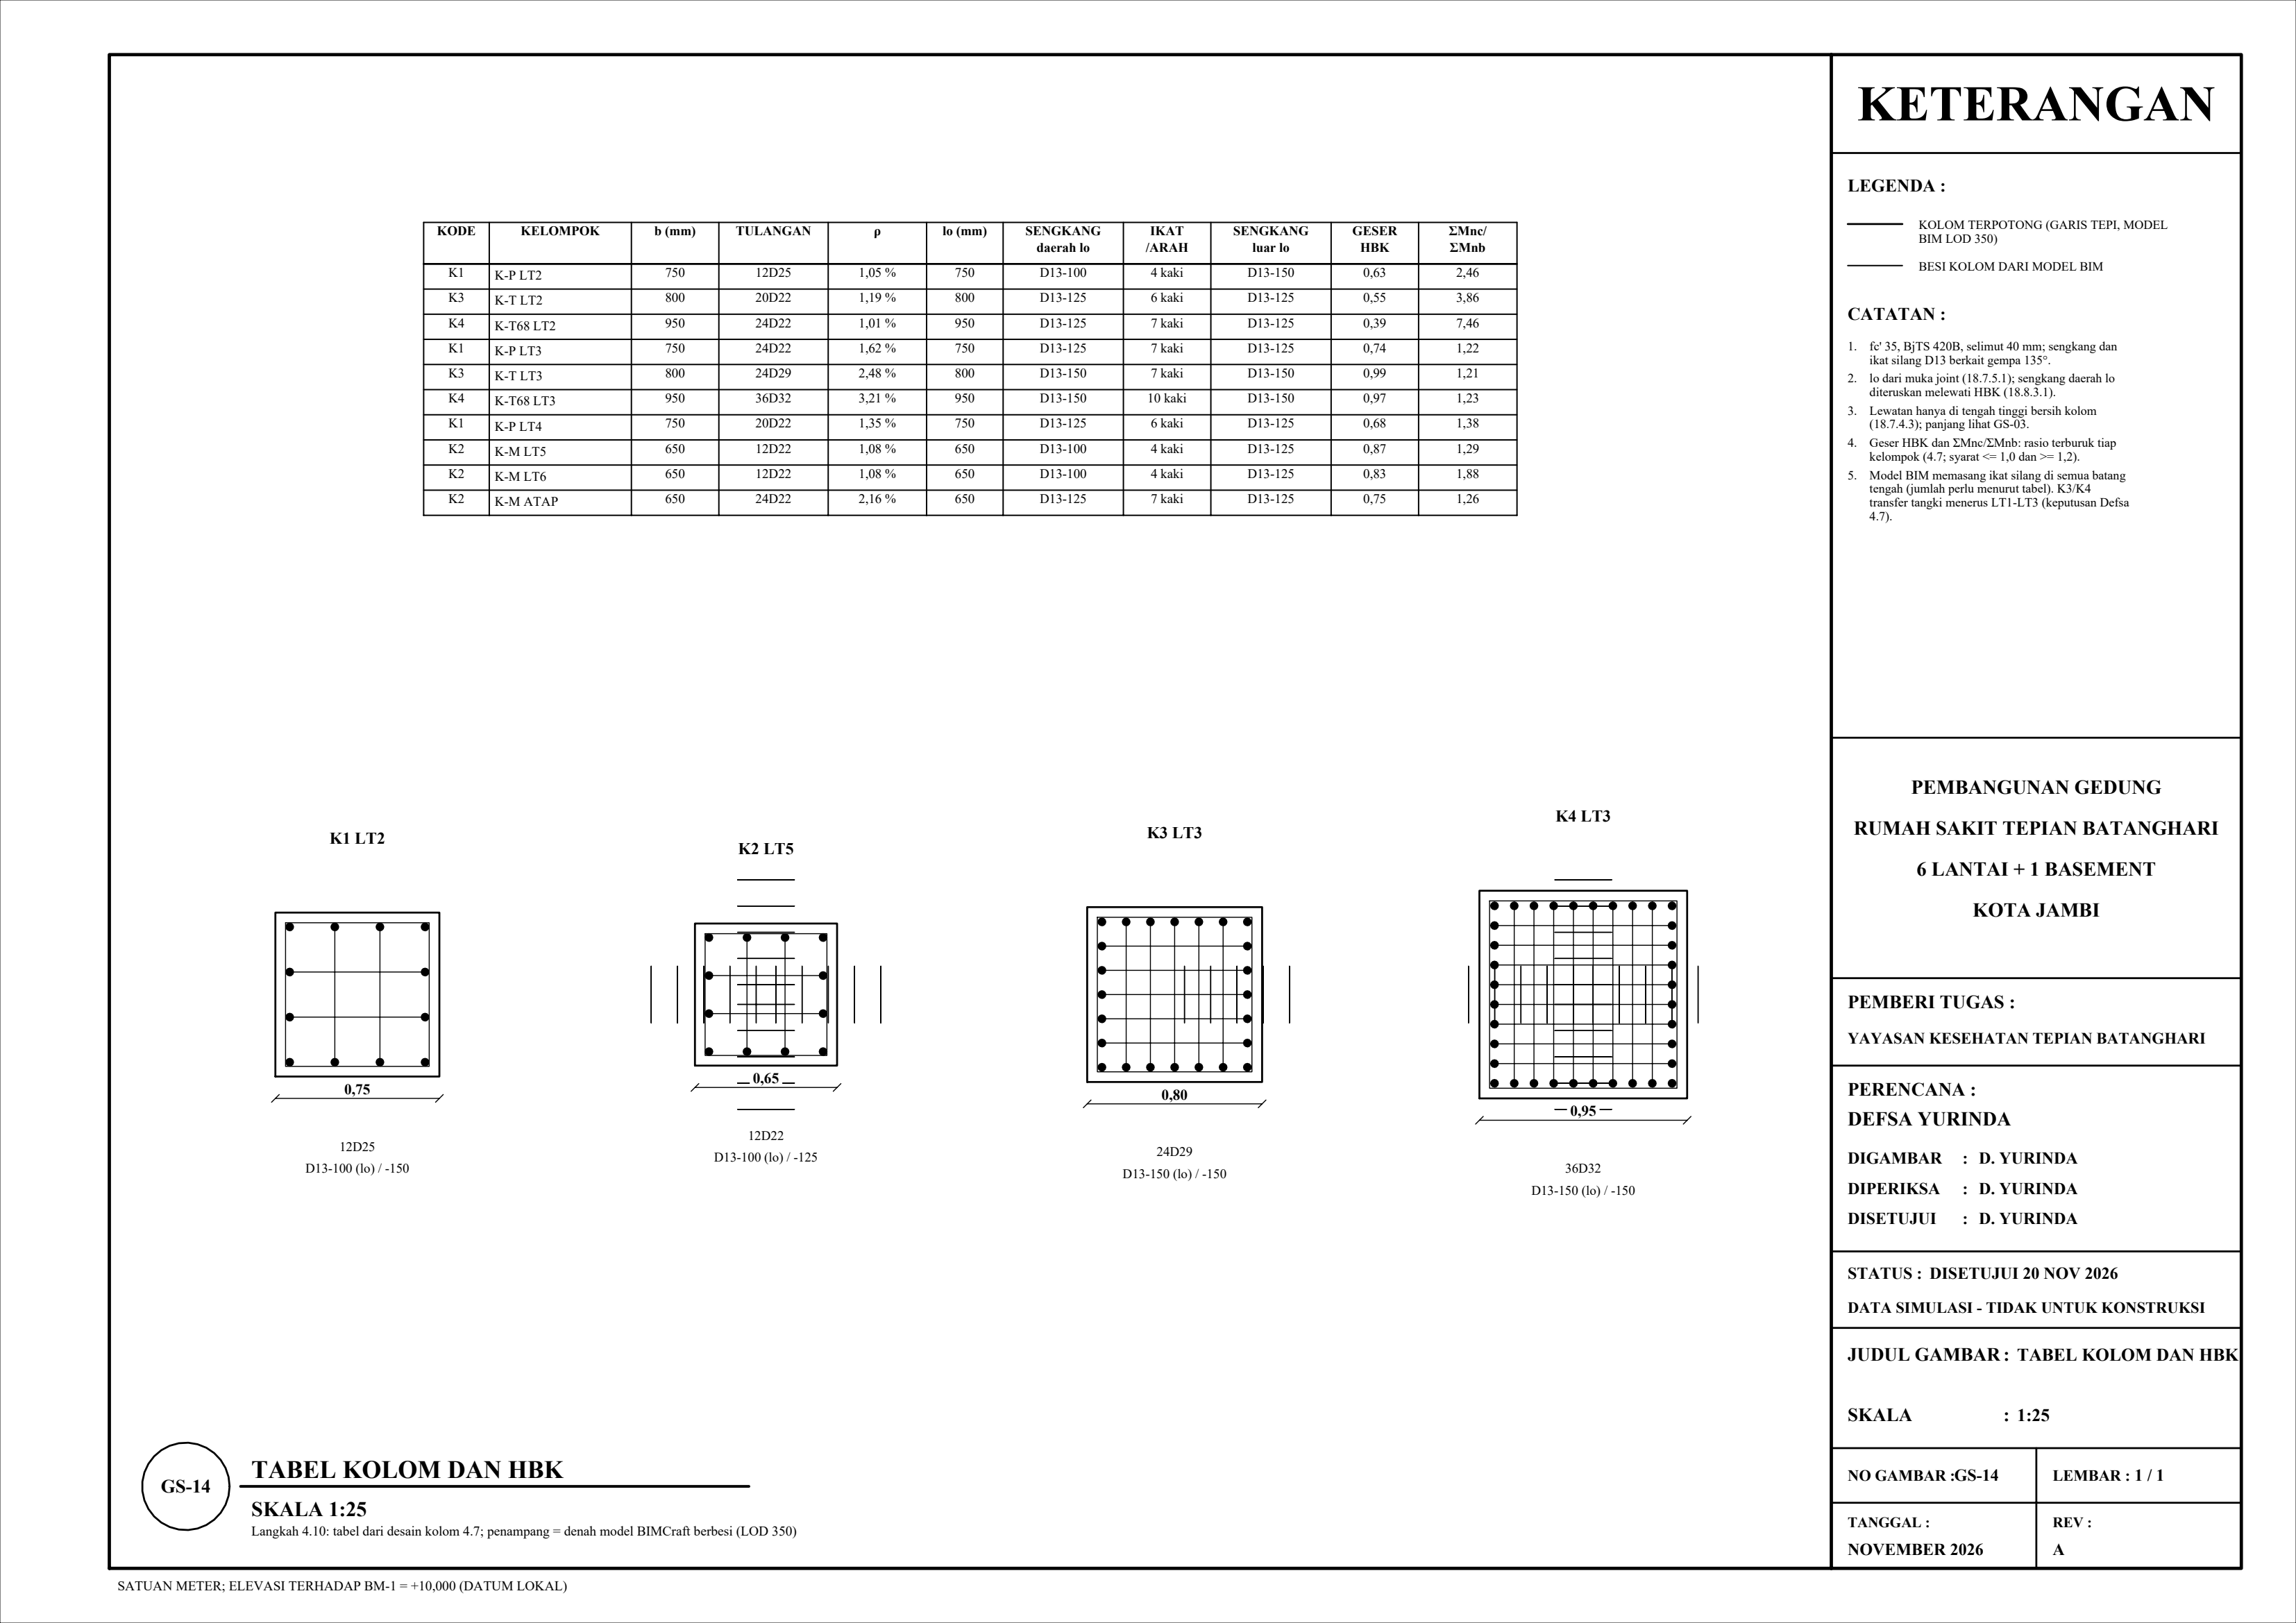 KODE KELOMPOK b (mm) TULANGAN ρ lo (mm) SENGKANG daerah lo IKAT /ARAH SENGKANG luar lo GESER HBK ΣMnc/ ΣMnb
K1 K-P LT2 750 12D25 1,05 % 750 D13-100 4 kaki D13-150 0,63 2,46
K3 K-T LT2 800 20D22 1,19 % 800 D13-125 6 kaki D13-125 0,55 3,86
K4 K-T68 LT2 950 24D22 1,01 % 950 D13-125 7 kaki D13-125 0,39 7,46
K1 K-P LT3 750 24D22 1,62 % 750 D13-125 7 kaki D13-125 0,74 1,22
K3 K-T LT3 800 24D29 2,48 % 800 D13-150 7 kaki D13-150 0,99 1,21
K4 K-T68 LT3 950 36D32 3,21 % 950 D13-150 10 kaki D13-150 0,97 1,23
K1 K-P LT4 750 20D22 1,35 % 750 D13-125 6 kaki D13-125 0,68 1,38
K2 K-M LT5 650 12D22 1,08 % 650 D13-100 4 kaki D13-125 0,87 1,29
K2 K-M LT6 650 12D22 1,08 % 650 D13-100 4 kaki D13-125 0,83 1,88
K2 K-M ATAP 650 24D22 2,16 % 650 D13-125 7 kaki D13-125 0,75 1,26
K1 LT2
0,75
12D25
D13-100 (lo) / -150
K2 LT5
0,65
12D22
D13-100 (lo) / -125
K3 LT3
0,80
24D29
D13-150 (lo) / -150
K4 LT3
0,95
36D32
D13-150 (lo) / -150
GS-14
TABEL KOLOM DAN HBK
SKALA 1:25
Langkah 4.10: tabel dari desain kolom 4.7; penampang = denah model BIMCraft berbesi (LOD 350)
SATUAN METER; ELEVASI TERHADAP BM-1 = +10,000 (DATUM LOKAL)
KETERANGAN
LEGENDA :
KOLOM TERPOTONG (GARIS TEPI, MODEL
BIM LOD 350)
BESI KOLOM DARI MODEL BIM
CATATAN :
1. fc' 35, BjTS 420B, selimut 40 mm; sengkang dan
ikat silang D13 berkait gempa 135°.
2. lo dari muka joint (18.7.5.1); sengkang daerah lo
diteruskan melewati HBK (18.8.3.1).
3. Lewatan hanya di tengah tinggi bersih kolom
(18.7.4.3); panjang lihat GS-03.
4. Geser HBK dan ΣMnc/ΣMnb: rasio terburuk tiap
kelompok (4.7; syarat <= 1,0 dan >= 1,2).
5. Model BIM memasang ikat silang di semua batang
tengah (jumlah perlu menurut tabel). K3/K4
transfer tangki menerus LT1-LT3 (keputusan Defsa
4.7).
PEMBANGUNAN GEDUNG
RUMAH SAKIT TEPIAN BATANGHARI
6 LANTAI + 1 BASEMENT
KOTA JAMBI
PEMBERI TUGAS :
YAYASAN KESEHATAN TEPIAN BATANGHARI
PERENCANA :
DEFSA YURINDA
DIGAMBAR : D. YURINDA
DIPERIKSA : D. YURINDA
DISETUJUI : D. YURINDA
STATUS : DISETUJUI 20 NOV 2026
DATA SIMULASI - TIDAK UNTUK KONSTRUKSI
JUDUL GAMBAR : TABEL KOLOM DAN HBK
SKALA : 1:25
NO GAMBAR :GS-14
LEMBAR : 1 / 1
TANGGAL :
NOVEMBER 2026
REV :
A